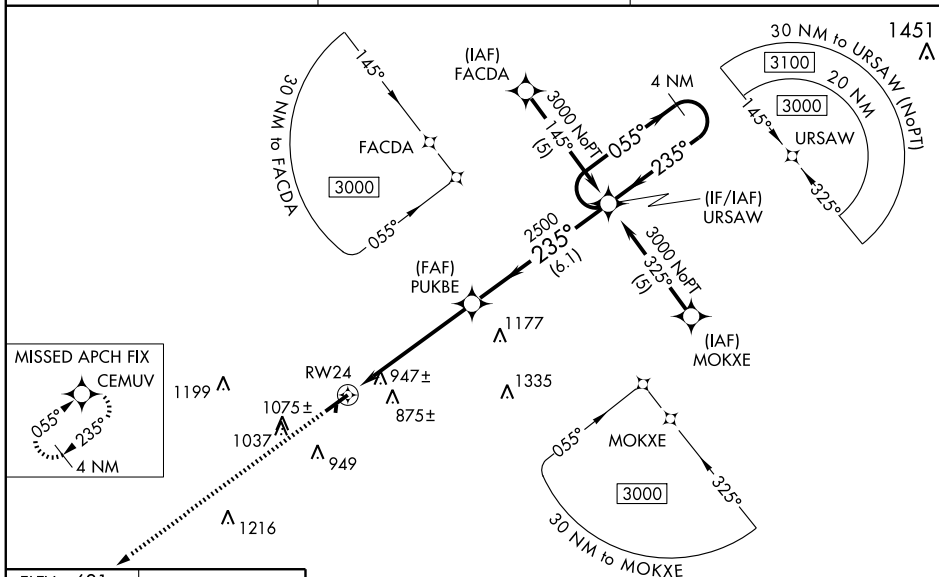 1451
30 NM to URSAW (NoPT)
3100
20 NM
3000
145°
URSAW
325°
(IAF)
FACDA
3000 NoPT
145°
(5)
4 NM
055°
235°
145°
30 NM to FACDA
FACDA
3000
055°
(IF/IAF)
URSAW
2500
235°
(6.1)
3000 NoPT
325°
(5)
(FAF)
PUKBE
(IAF)
MOKXE
1177
MISSED APCH FIX
CEMUV
055°
235°
4 NM
1199
RW24
947±
875±
1335
1075±
1037
949
1216
055°
MOKXE
325°
3000
30 NM to MOKXE